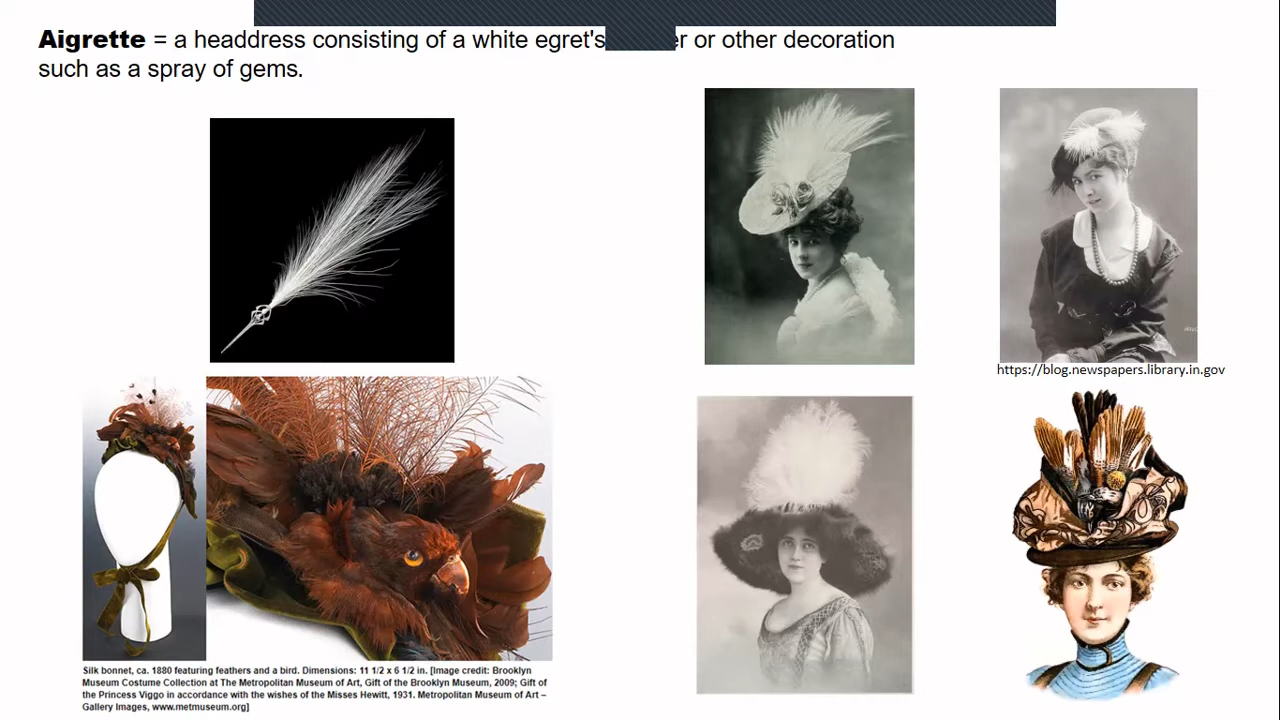 Aigrette = a headdress consisting of a white egret's or other decoration
such as a spray of gems.
https://blog.newspapers.library.in.gov
Silk bonnet, ca. 1880 featuring feathers and a bird. Dimensions: 11 1/2 x 6 1/2 in. [Image credit: Brooklyn
Museum Costume Collection at The Metropolitan Museum of Art, Gift of the Brooklyn Museum, 2009; Gift of
the Princess Viggo in accordance with the wishes of the Misses Hewitt, 1931. Metropolitan Museum of Art –
Gallery Images, www.metmuseum.org]